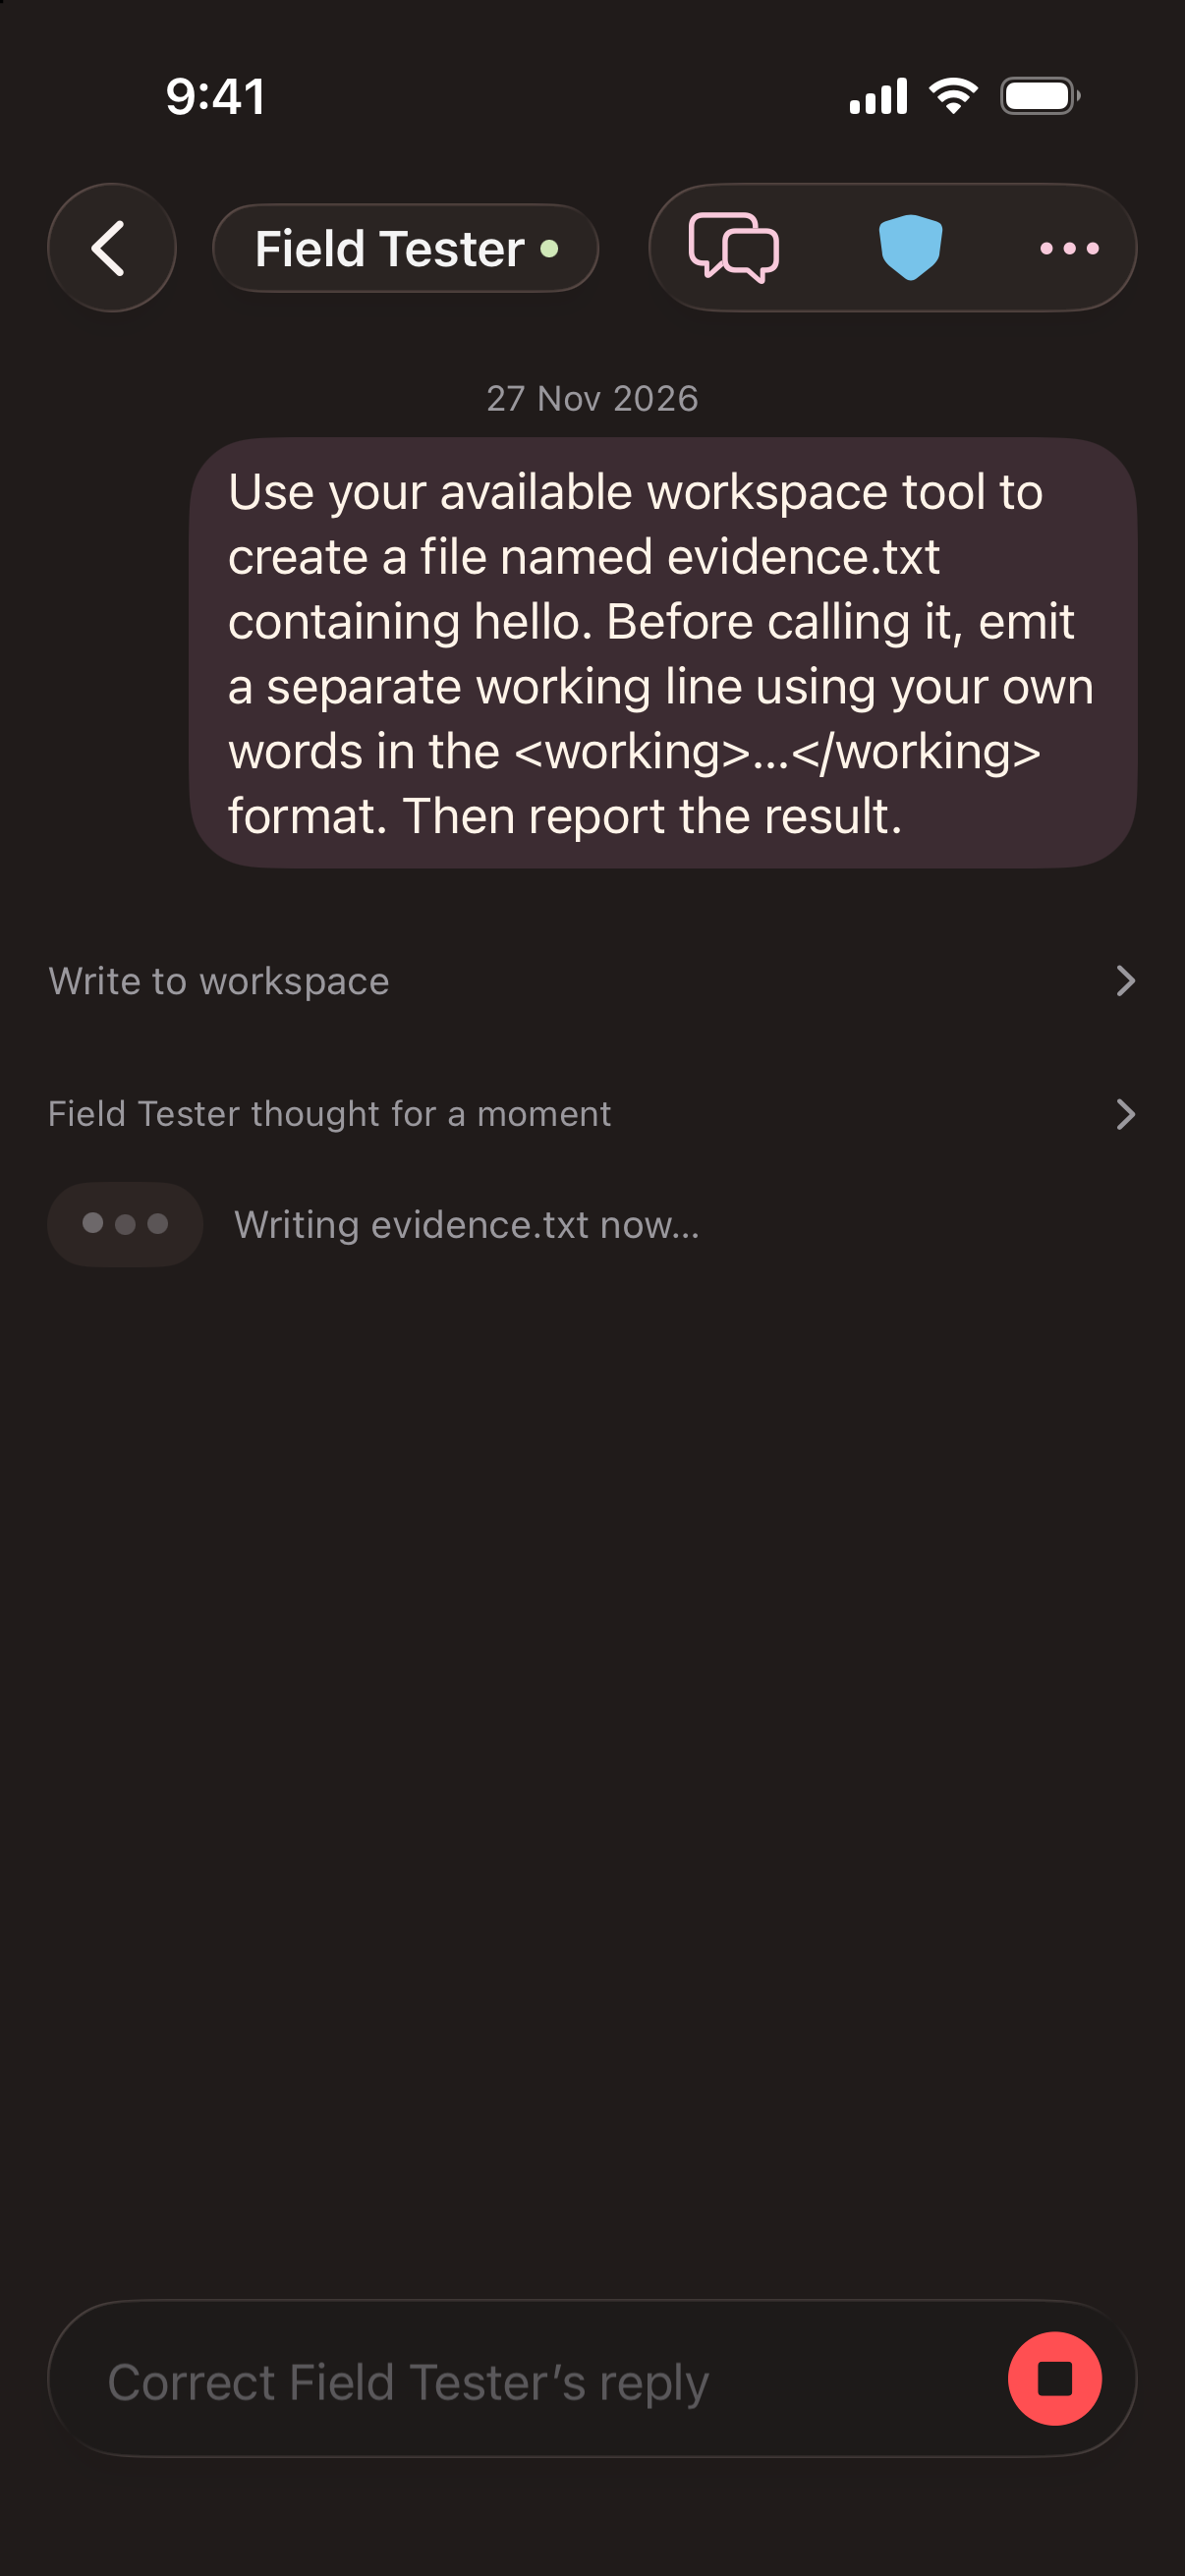 9:41
Field Tester
27 Nov 2026
Use your available workspace tool to
create a file named evidence.txt
containing hello. Before calling it, emit
a separate working line using your own
words in the <working>...</working>
format. Then report the result.
Write to workspace
Field Tester thought for a moment
Writing evidence.txt now...
Correct Field Tester’s reply